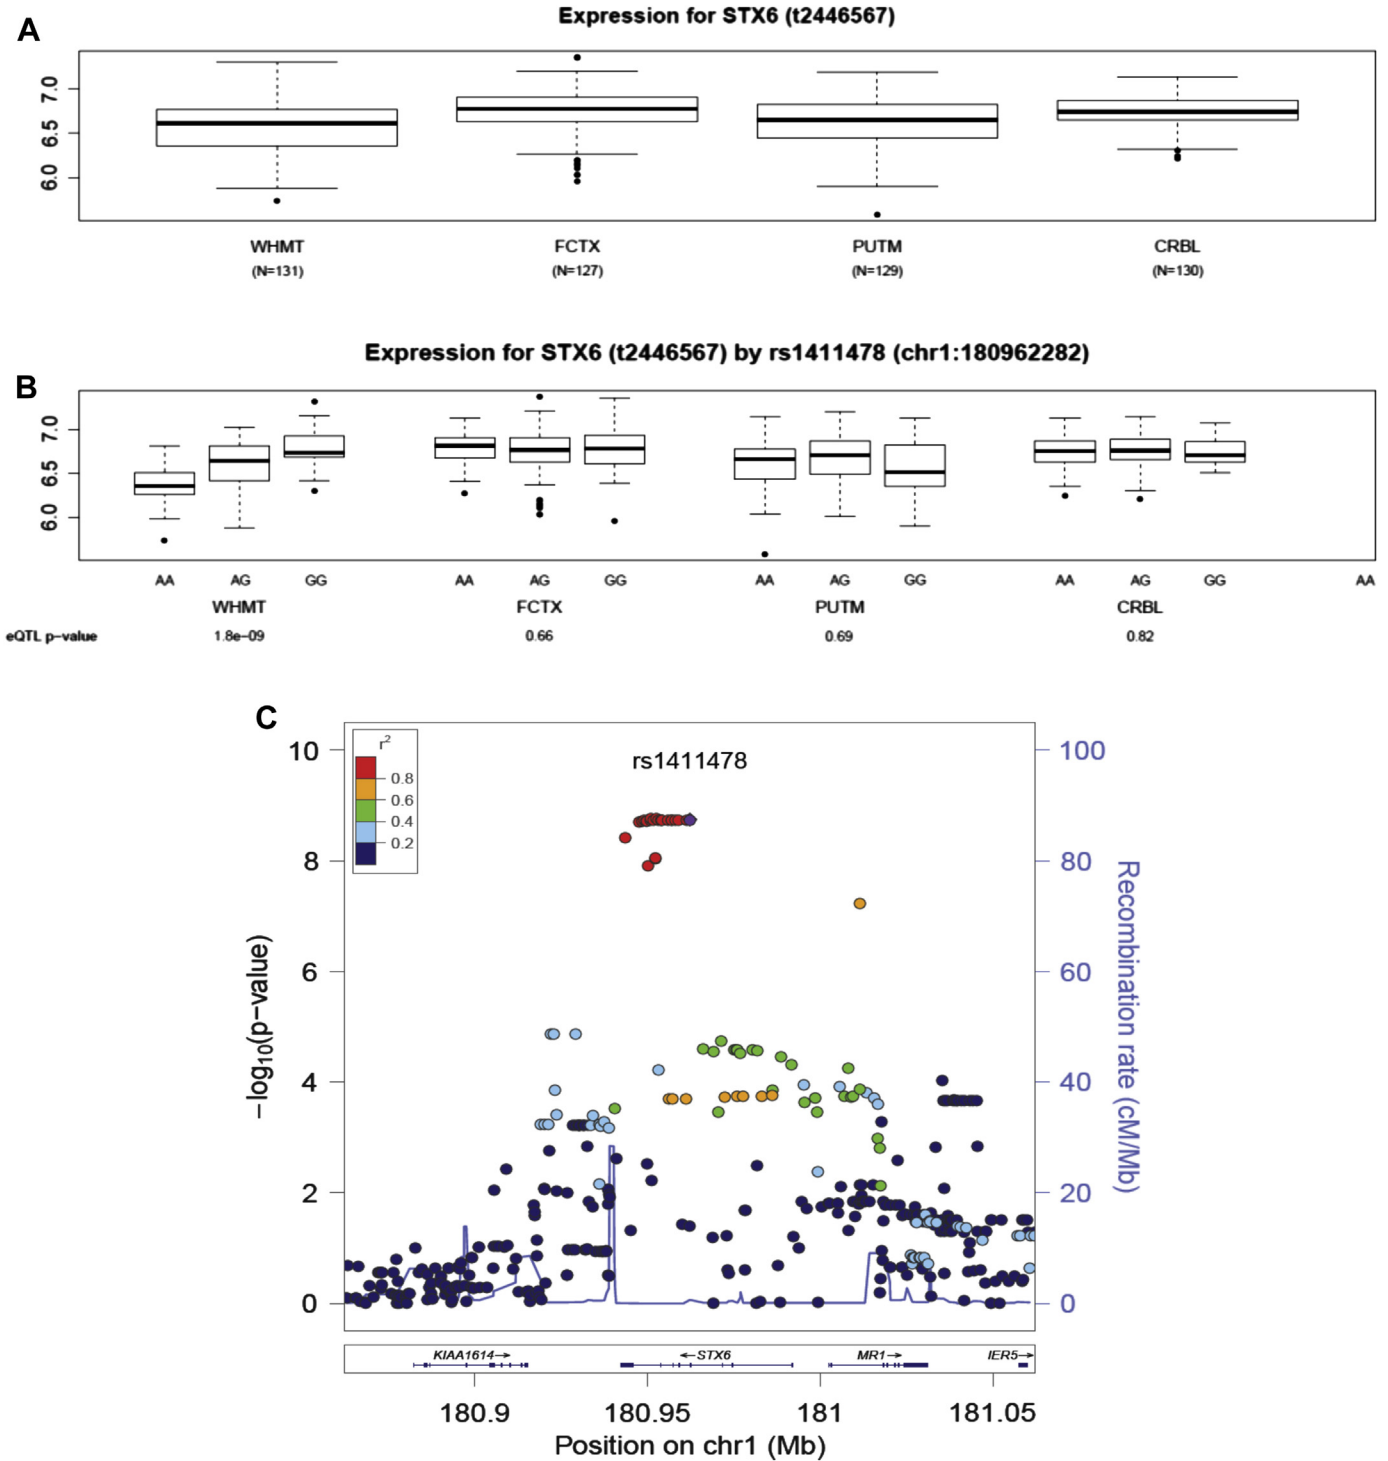 A
Expression for STX6 (t2446567)
7.0
6.5
6.0
WHMT FCTX PUTM CRBL
(N=131) (N=127) (N=129) (N=130)
B
Expression for STX6 (t2446567) by rs1411478 (chr1:180962282)
7.0
6.5
6.0
AA AG GG AA AG GG AA AG GG AA AG GG AA
WHMT FCTX PUTM CRBL
eQTL p-value 1.8e-09 0.66 0.69 0.82
C
r2
0.8
0.6
0.4
0.2
rs1411478
10
8
6
4
2
0
-log10(p-value)
100
80
60
40
20
0
Recombination rate (cM/Mb)
KIAA1614→ ←STX6 MR1→ IER5→
180.9 180.95 181 181.05
Position on chr1 (Mb)